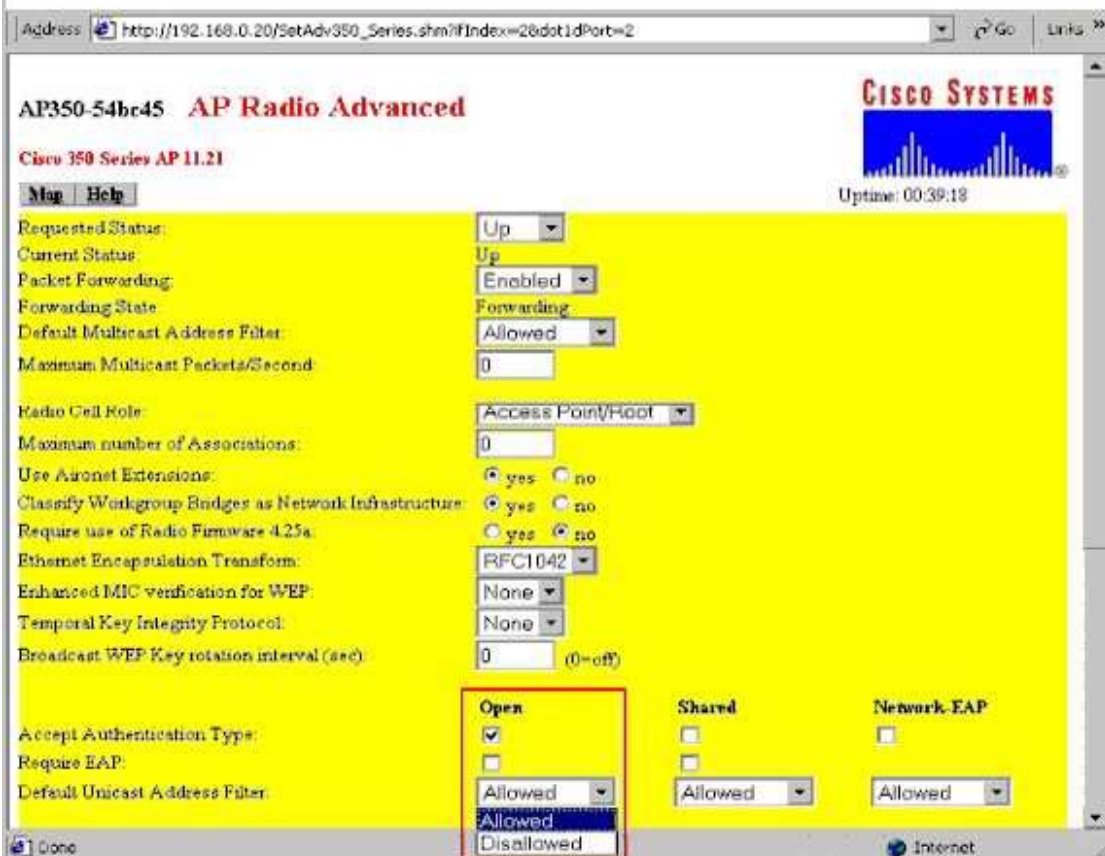 Address http://192.168.0.20/SetAdv350_Series.shm?ifIndex=2&dot1dPort=2 Go Links »
AP350-54bc45 AP Radio Advanced
CISCO SYSTEMS
Cisco 350 Series AP 11.21
Map Help
Uptime: 00:39:18
Requested Status: Up
Current Status: Up
Packet Forwarding: Enabled
Forwarding State: Forwarding
Default Multicast Address Filter: Allowed
Maximum Multicast Packets/Second: 0
Radio Cell Role: Access Point/Root
Maximum number of Associations: 0
Use Aironet Extensions: yes no
Classify Workgroup Bridges as Network Infrastructure: yes no
Require use of Radio Firmware 4.25a: yes no
Ethernet Encapsulation Transform: RFC1042
Enhanced MIC verification for WEP: None
Temporal Key Integrity Protocol: None
Broadcast WEP Key rotation interval (sec): 0 (0=off)
Open Shared Network-EAP
Accept Authentication Type:
Require EAP:
Default Unicast Address Filter: Allowed Allowed Allowed
Allowed
Disallowed
Done Internet